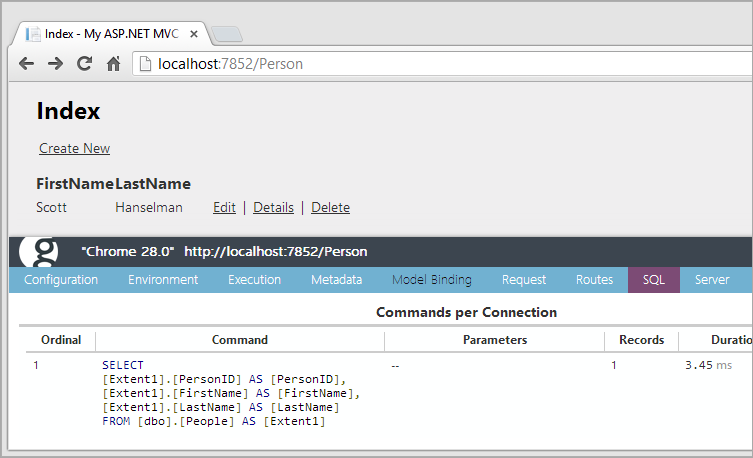 Index - My ASP.NET MVC
localhost:7852/Person
Index
Create New
FirstName LastName
Scott Hanselman Edit | Details | Delete
g "Chrome 28.0" http://localhost:7852/Person
Configuration Environment Execution Metadata Model Binding Request Routes SQL Server
Commands per Connection
Ordinal Command Parameters Records Duratio
1 SELECT -- 1 3.45 ms
[Extent1].[PersonID] AS [PersonID],
[Extent1].[FirstName] AS [FirstName],
[Extent1].[LastName] AS [LastName]
FROM [dbo].[People] AS [Extent1]